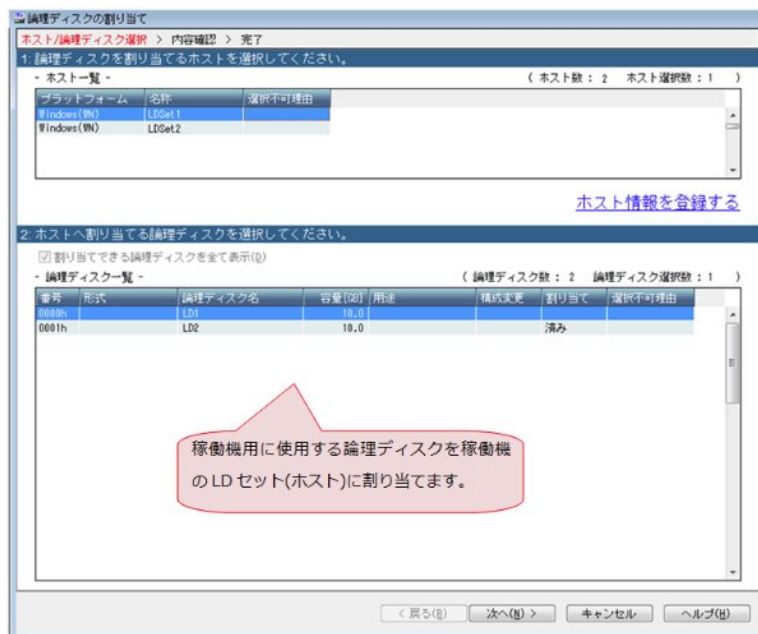 論理ディスクの割り当て
ホスト/論理ディスク選択 > 内容確認 > 完了
1: 論理ディスクを割り当てるホストを選択してください。
- ホスト一覧 - ( ホスト数 : 2 ホスト選択数 : 1 )
プラットフォーム 名称 選択不可理由
Windows(WN) LDSet1
Windows(WN) LDSet2
ホスト情報を登録する
2: ホストへ割り当てる論理ディスクを選択してください。
割り当てできる論理ディスクを全て表示(D)
- 論理ディスク一覧 - ( 論理ディスク数 : 2 論理ディスク選択数 : 1 )
番号 形式 論理ディスク名 容量[GB] 用途 構成変更 割り当て 選択不可理由
0000h LD1 10.0
0001h LD2 10.0 済み
稼働機用に使用する論理ディスクを稼働機
の LD セット(ホスト)に割り当てます。
< 戻る(B) 次へ(N) > キャンセル ヘルプ(H)